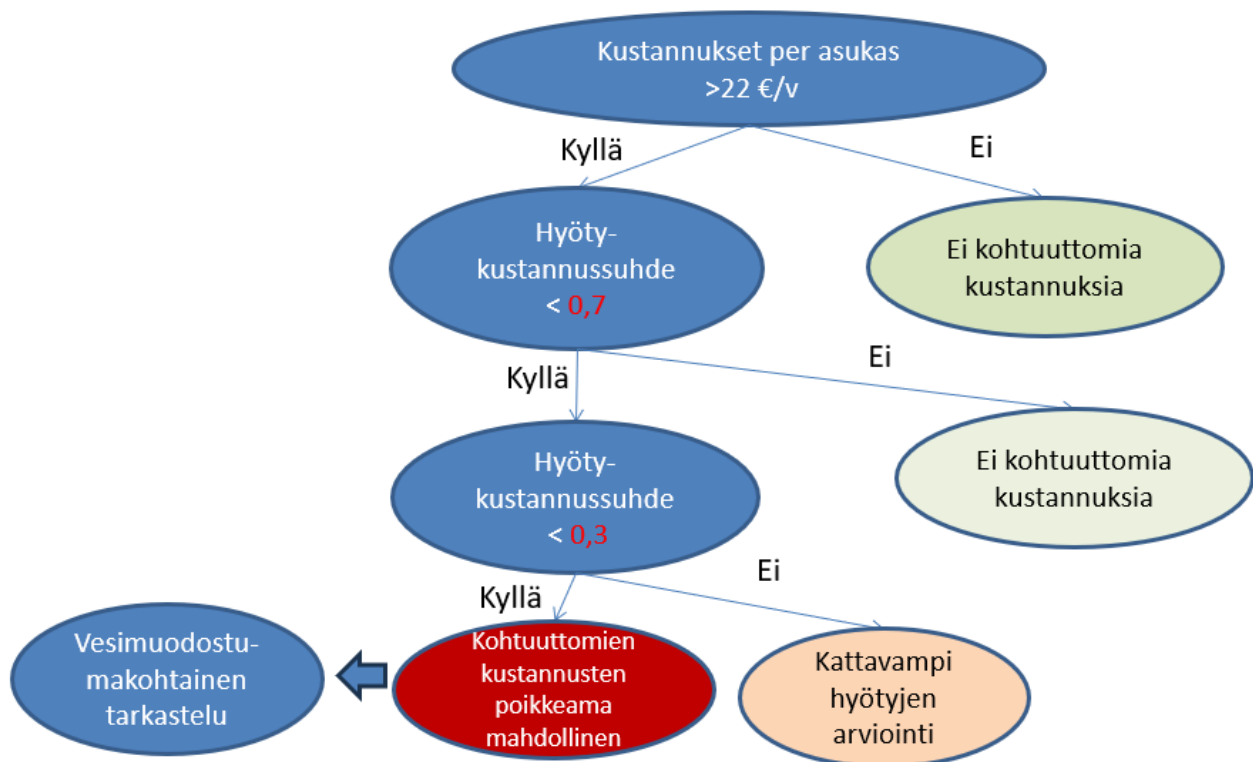 Kustannukset per asukas
>22 €/v
Kyllä
Ei
Hyöty-
kustannussuhde
< 0,7
Ei kohtuuttomia
kustannuksia
Kyllä
Ei
Hyöty-
kustannussuhde
< 0,3
Ei kohtuuttomia
kustannuksia
Kyllä
Ei
Vesimuodostu-
makohtainen
tarkastelu
Kohtuuttomien
kustannusten
poikkeama
mahdollinen
Kattavampi
hyötyjen
arviointi